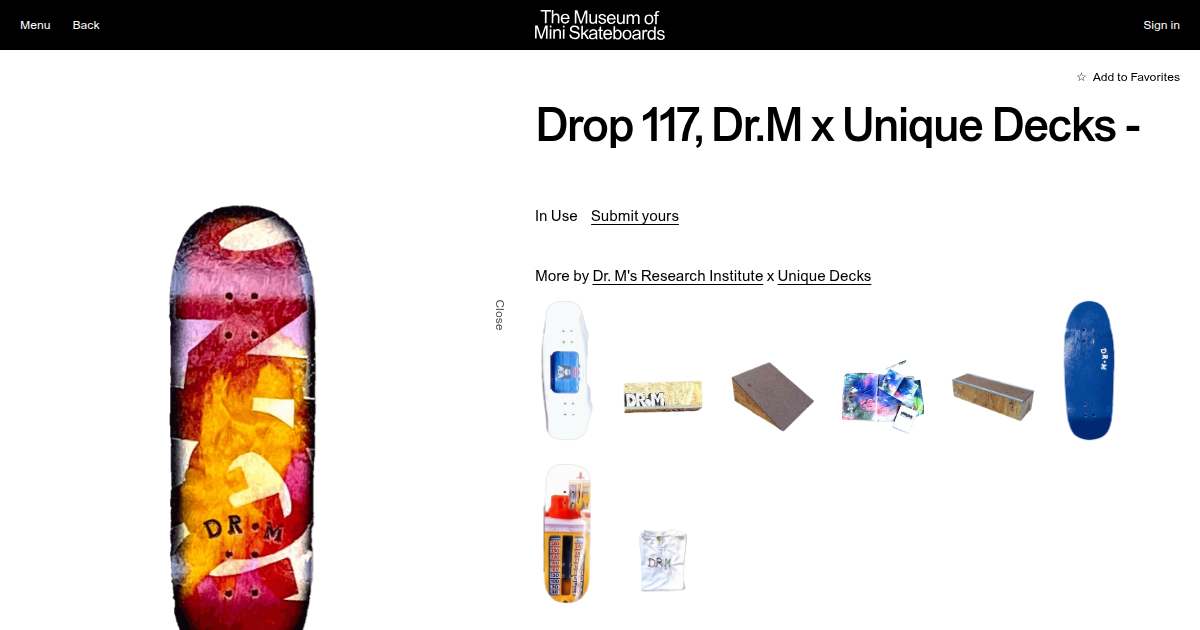 Menu
Back
The Museum of
Mini Skateboards
Sign in
☆ Add to Favorites
Drop 117, Dr.M x Unique Decks -
In Use
Submit yours
More by Dr. M's Research Institute x Unique Decks
Close
DR•M
DR•M
DR•M
DR•M